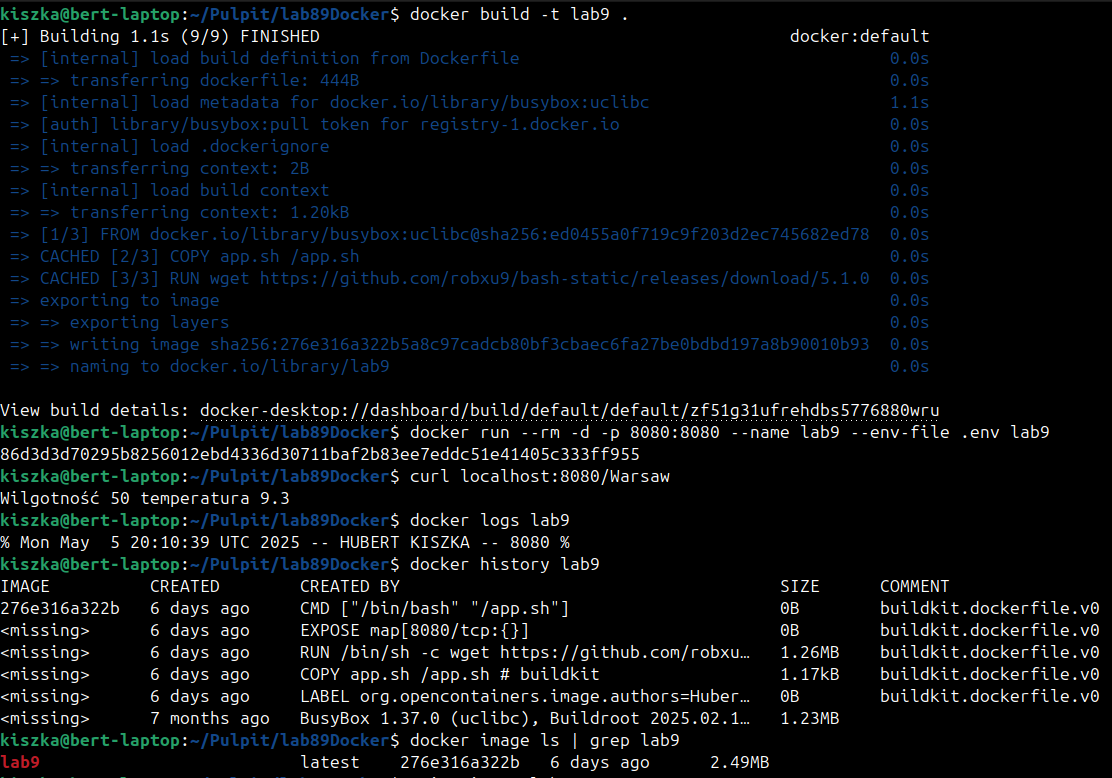 kiszka@bert-laptop:~/Pulpit/lab89Docker$ docker build -t lab9 .
[+] Building 1.1s (9/9) FINISHED docker:default
=> [internal] load build definition from Dockerfile 0.0s
=> => transferring dockerfile: 444B 0.0s
=> [internal] load metadata for docker.io/library/busybox:uclibc 1.1s
=> [auth] library/busybox:pull token for registry-1.docker.io 0.0s
=> [internal] load .dockerignore 0.0s
=> => transferring context: 2B 0.0s
=> [internal] load build context 0.0s
=> => transferring context: 1.20kB 0.0s
=> [1/3] FROM docker.io/library/busybox:uclibc@sha256:ed0455a0f719c9f203d2ec745682ed78 0.0s
=> CACHED [2/3] COPY app.sh /app.sh 0.0s
=> CACHED [3/3] RUN wget https://github.com/robxu9/bash-static/releases/download/5.1.0 0.0s
=> exporting to image 0.0s
=> => exporting layers 0.0s
=> => writing image sha256:276e316a322b5a8c97cadcb80bf3cbaec6fa27be0bdbd197a8b90010b93 0.0s
=> => naming to docker.io/library/lab9 0.0s
View build details: docker-desktop://dashboard/build/default/default/zf51g31ufrehdbs5776880wru
kiszka@bert-laptop:~/Pulpit/lab89Docker$ docker run --rm -d -p 8080:8080 --name lab9 --env-file .env lab9
86d3d3d70295b8256012ebd4336d30711baf2b83ee7eddc51e41405c333ff955
kiszka@bert-laptop:~/Pulpit/lab89Docker$ curl localhost:8080/Warsaw
Wilgotność 50 temperatura 9.3
kiszka@bert-laptop:~/Pulpit/lab89Docker$ docker logs lab9
% Mon May  5 20:10:39 UTC 2025 -- HUBERT KISZKA -- 8080 %
kiszka@bert-laptop:~/Pulpit/lab89Docker$ docker history lab9
IMAGE CREATED CREATED BY SIZE COMMENT
276e316a322b 6 days ago CMD ["/bin/bash" "/app.sh"] 0B buildkit.dockerfile.v0
<missing> 6 days ago EXPOSE map[8080/tcp:{}] 0B buildkit.dockerfile.v0
<missing> 6 days ago RUN /bin/sh -c wget https://github.com/robxu… 1.26MB buildkit.dockerfile.v0
<missing> 6 days ago COPY app.sh /app.sh # buildkit 1.17kB buildkit.dockerfile.v0
<missing> 6 days ago LABEL org.opencontainers.image.authors=Huber… 0B buildkit.dockerfile.v0
<missing> 7 months ago BusyBox 1.37.0 (uclibc), Buildroot 2025.02.1… 1.23MB
kiszka@bert-laptop:~/Pulpit/lab89Docker$ docker image ls | grep lab9
lab9 latest 276e316a322b 6 days ago 2.49MB